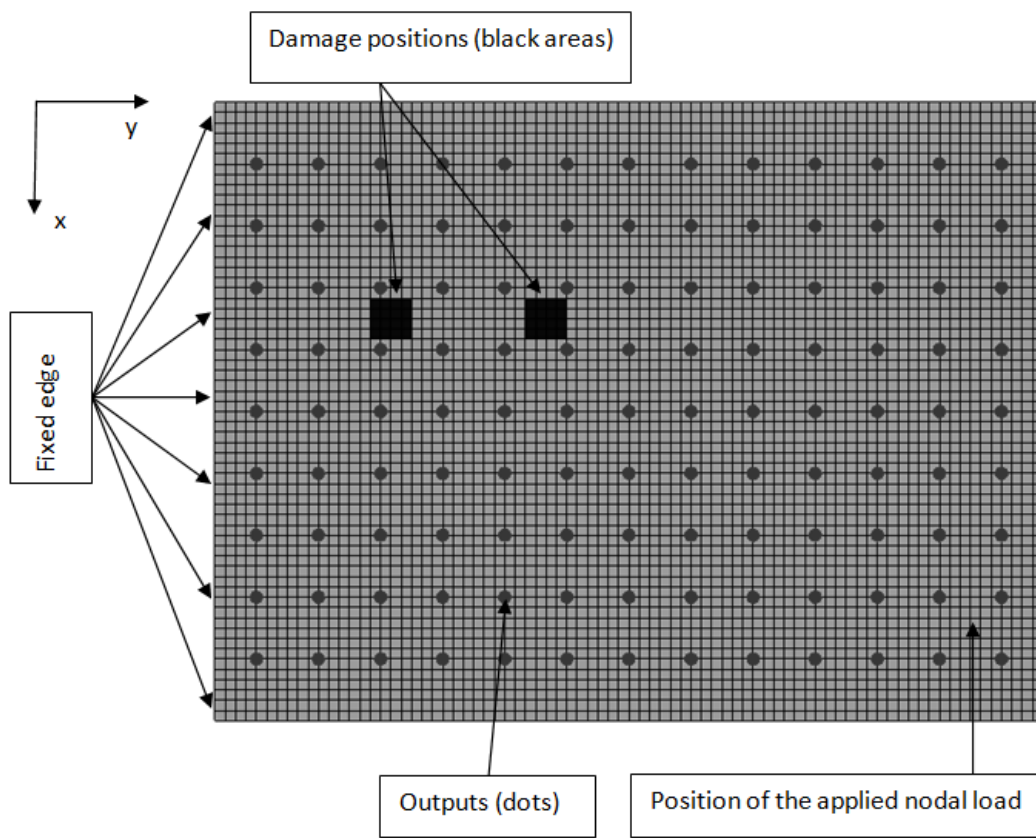 Damage positions (black areas)
y
x
Fixed edge
Outputs (dots)
Position of the applied nodal load